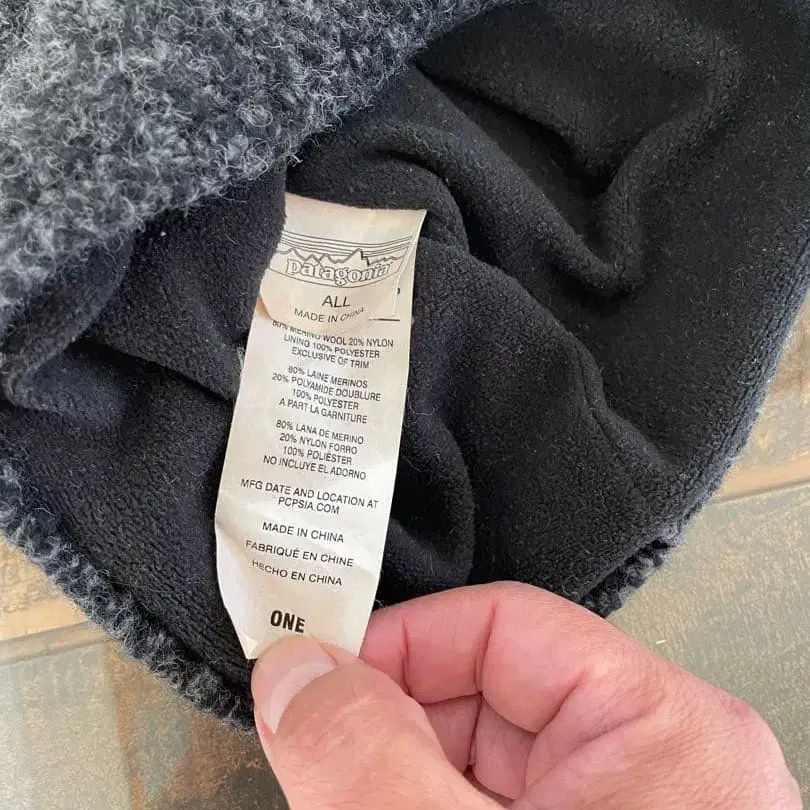 patagonia
ALL
MADE IN CHINA
80% MERINO WOOL 20% NYLON
LINING 100% POLYESTER
EXCLUSIVE OF TRIM
80% LAINE MERINOS
20% POLYAMIDE DOUBLURE
100% POLYESTER
A PART LA GARNITURE
80% LANA DE MERINO
20% NYLON FORRO
100% POLIÉSTER
NO INCLUYE EL ADORNO
MFG DATE AND LOCATION AT
PCPSIA.COM
MADE IN CHINA
FABRIQUÉ EN CHINE
HECHO EN CHINA
ONE